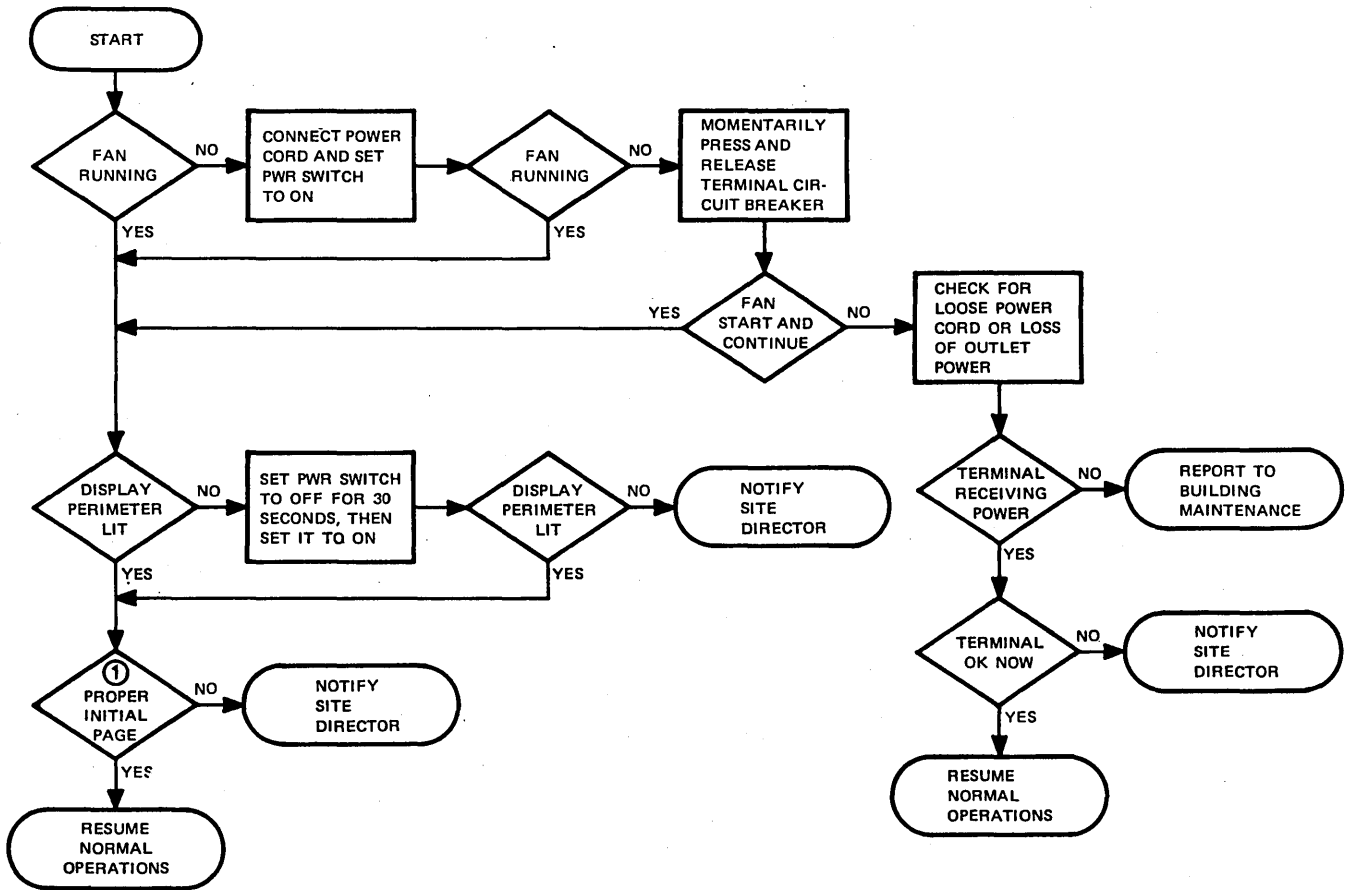 START
FAN
RUNNING
NO
YES
CONNECT POWER
CORD AND SET
PWR SWITCH
TO ON
FAN
RUNNING
NO
YES
MOMENTARILY
PRESS AND
RELEASE
TERMINAL CIR-
CUIT BREAKER
FAN
START AND
CONTINUE
YES
NO
CHECK FOR
LOOSE POWER
CORD OR LOSS
OF OUTLET
POWER
TERMINAL
RECEIVING
POWER
NO
YES
REPORT TO
BUILDING
MAINTENANCE
DISPLAY
PERIMETER
LIT
NO
YES
SET PWR SWITCH
TO OFF FOR 30
SECONDS, THEN
SET IT TO ON
DISPLAY
PERIMETER
LIT
NO
YES
NOTIFY
SITE
DIRECTOR
TERMINAL
OK NOW
NO
YES
NOTIFY
SITE
DIRECTOR
1
PROPER
INITIAL
PAGE
NO
YES
NOTIFY
SITE
DIRECTOR
RESUME
NORMAL
OPERATIONS
RESUME
NORMAL
OPERATIONS